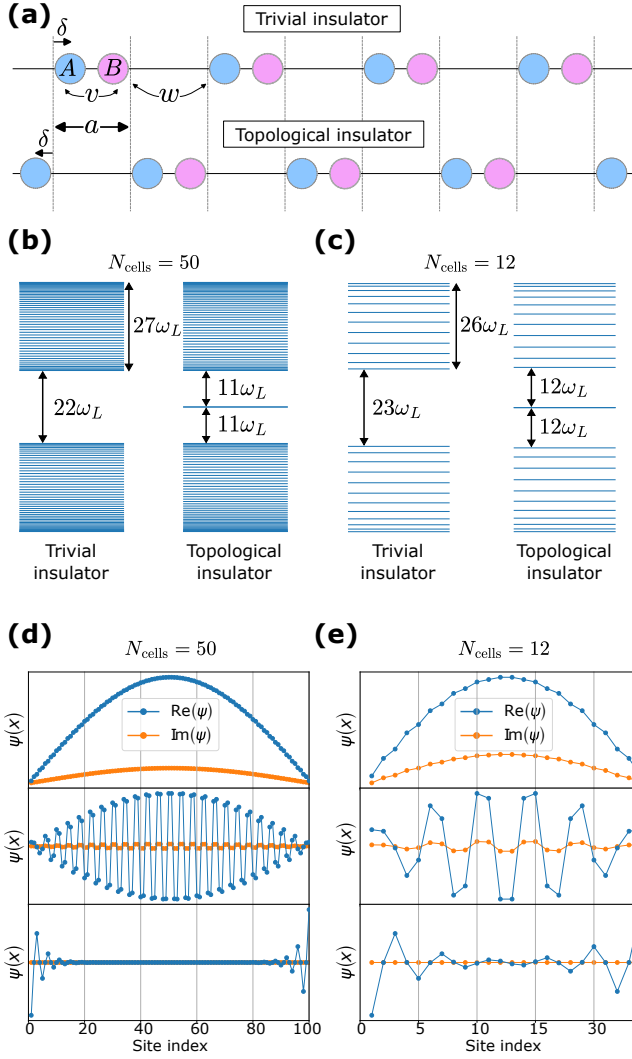 (a)
Trivial insulator
δ
A B
v w
a
Topological insulator
δ
(b)
N_cells = 50
27ω_L
22ω_L
11ω_L
11ω_L
Trivial
insulator
Topological
insulator
(c)
N_cells = 12
26ω_L
23ω_L
12ω_L
12ω_L
Trivial
insulator
Topological
insulator
(d)
N_cells = 50
ψ(x)
Re(ψ)
Im(ψ)
ψ(x)
ψ(x)
0 20 40 60 80 100
Site index
(e)
N_cells = 12
ψ(x)
Re(ψ)
Im(ψ)
ψ(x)
ψ(x)
0 5 10 15 30
Site index